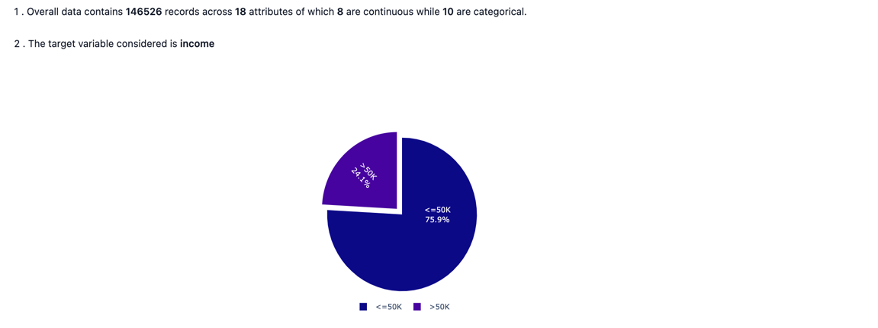 1 . Overall data contains 146526 records across 18 attributes of which 8 are continuous while 10 are categorical.
2 . The target variable considered is income
>50K
24.1%
<=50K
75.9%
<=50K >50K